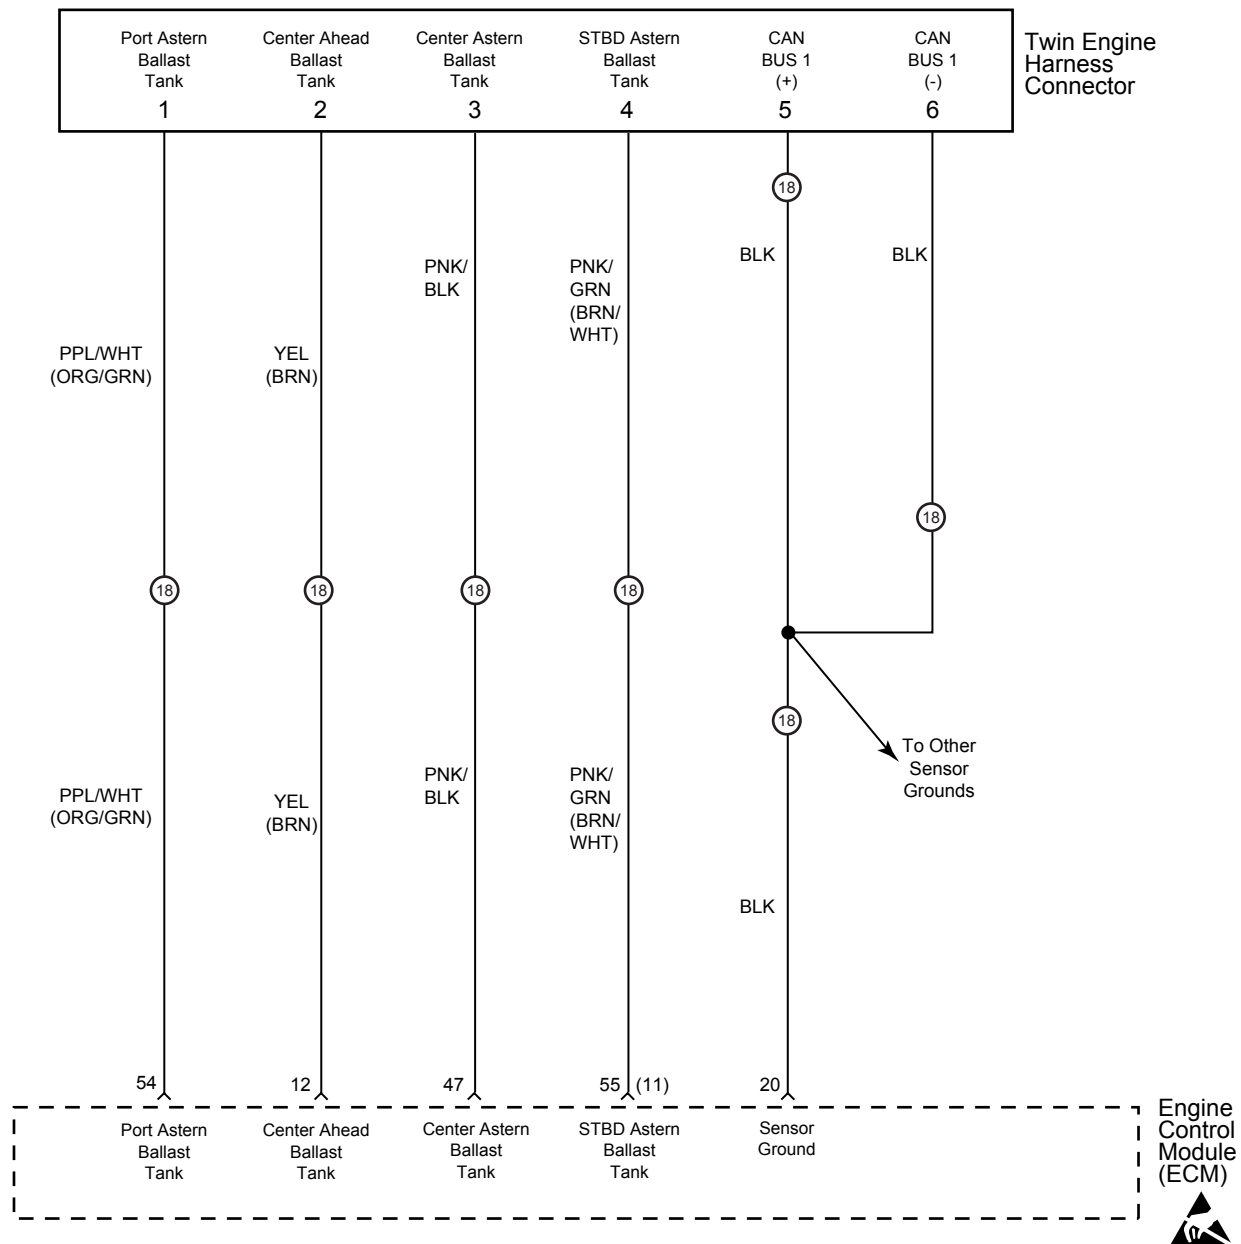 Port Astern
Ballast
Tank
1
Center Ahead
Ballast
Tank
2
Center Astern
Ballast
Tank
3
STBD Astern
Ballast
Tank
4
CAN
BUS 1
(+)
5
CAN
BUS 1
(-)
6
Twin Engine
Harness
Connector
18
BLK
BLK
PNK/
BLK
PNK/
GRN
(BRN/
WHT)
PPL/WHT
(ORG/GRN)
YEL
(BRN)
18
18
18
18
18
18
To Other
Sensor
Grounds
PPL/WHT
(ORG/GRN)
YEL
(BRN)
PNK/
BLK
PNK/
GRN
(BRN/
WHT)
BLK
54
12
47
55 (11)
20
Port Astern
Ballast
Tank
Center Ahead
Ballast
Tank
Center Astern
Ballast
Tank
STBD Astern
Ballast
Tank
Sensor
Ground
Engine
Control
Module
(ECM)